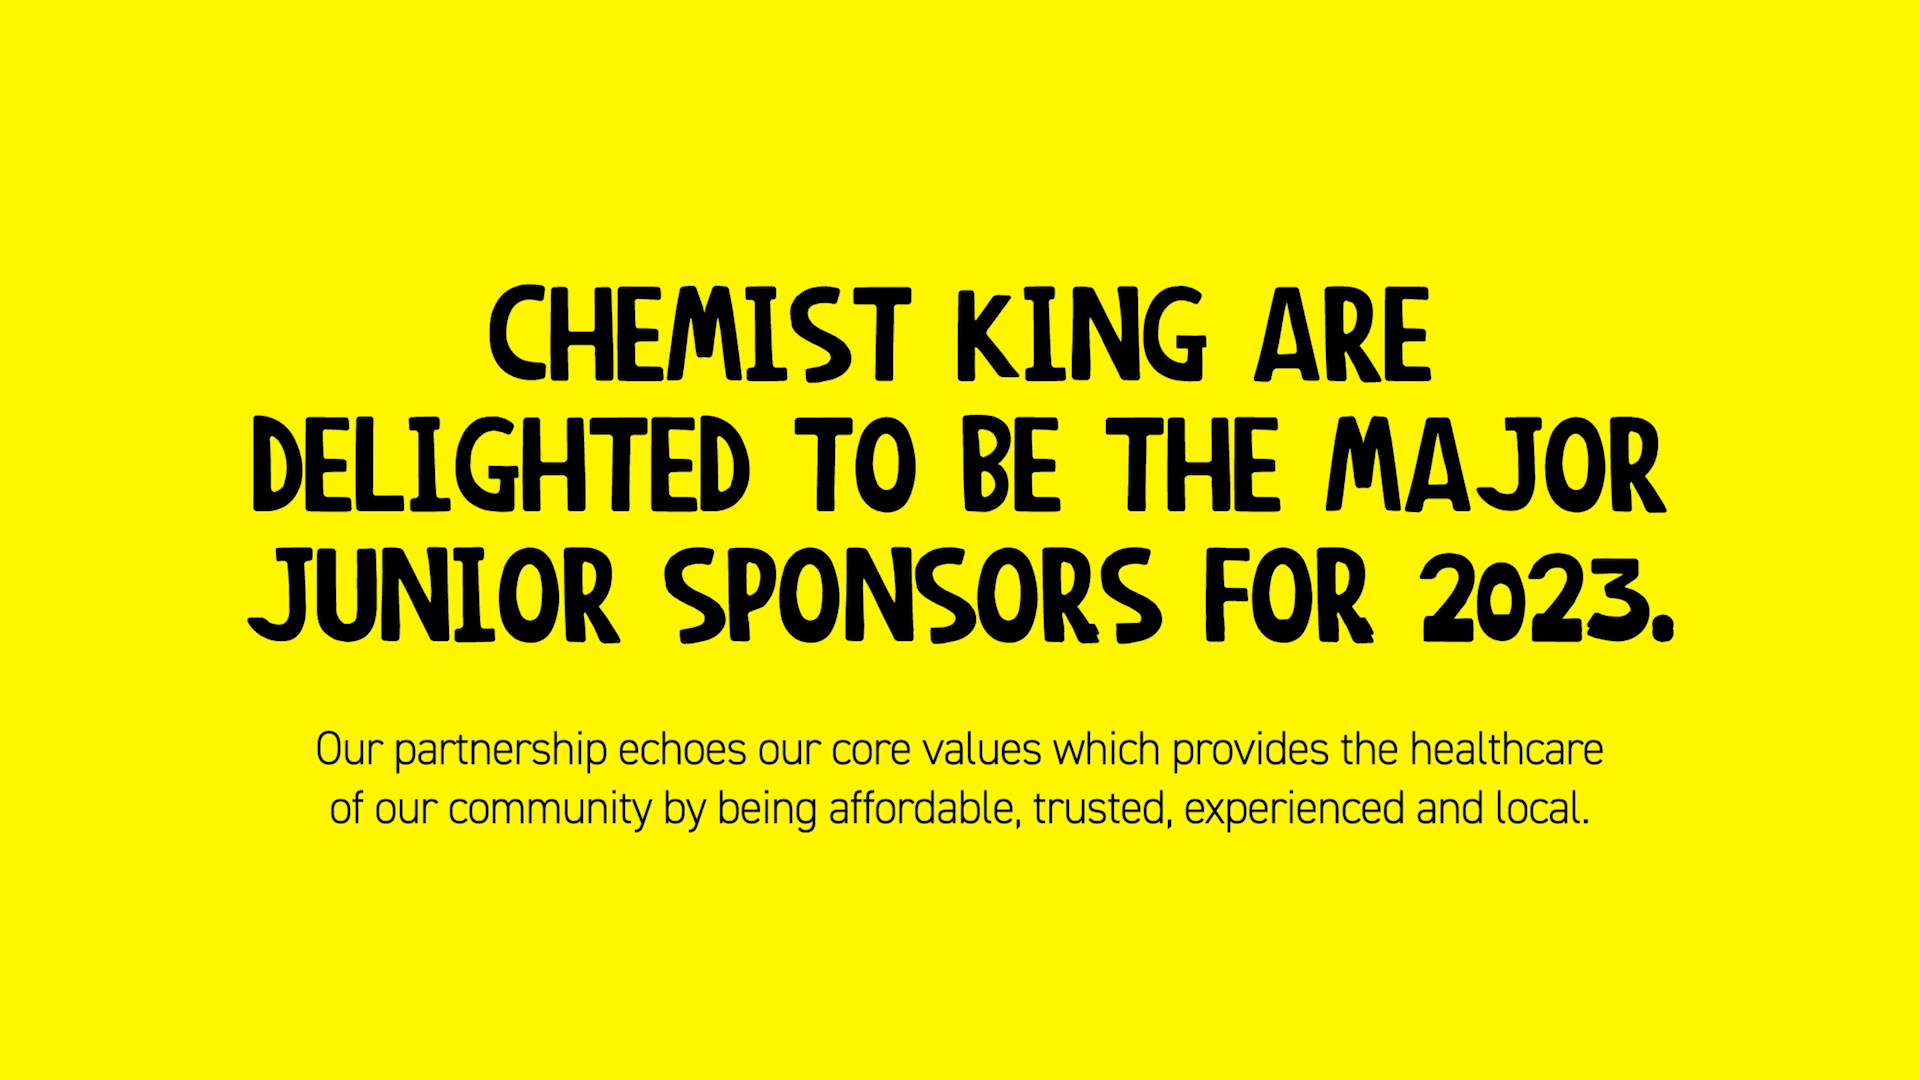 CHEMIST KING ARE
DELIGHTED TO BE THE MAJOR
JUNIOR SPONSORS FOR 2023.
Our partnership echoes our core values which provides the healthcare
of our community by being affordable, trusted, experienced and local.